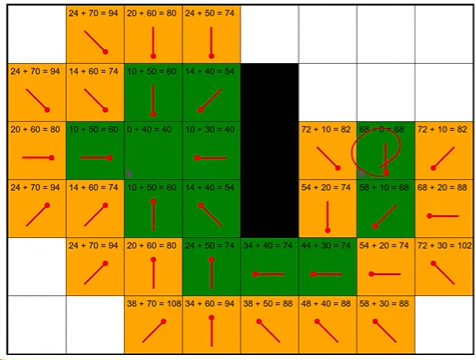 24 + 70 = 94 20 + 60 = 80 24 + 50 = 74
24 + 70 = 94 14 + 60 = 74 10 + 50 = 60 14 + 40 = 54
20 + 60 = 80 10 + 50 = 60 0 + 40 = 40 10 + 30 = 40 72 + 10 = 82 68 + 0 = 68 72 + 10 = 82
24 + 70 = 94 14 + 60 = 74 10 + 50 = 60 14 + 40 = 54 54 + 20 = 74 58 + 10 = 68 68 + 20 = 88
24 + 70 = 94 20 + 60 = 80 24 + 50 = 74 34 + 40 = 74 44 + 30 = 74 54 + 20 = 74 72 + 30 = 102
38 + 70 = 108 34 + 60 = 94 38 + 50 = 88 48 + 40 = 88 58 + 30 = 88